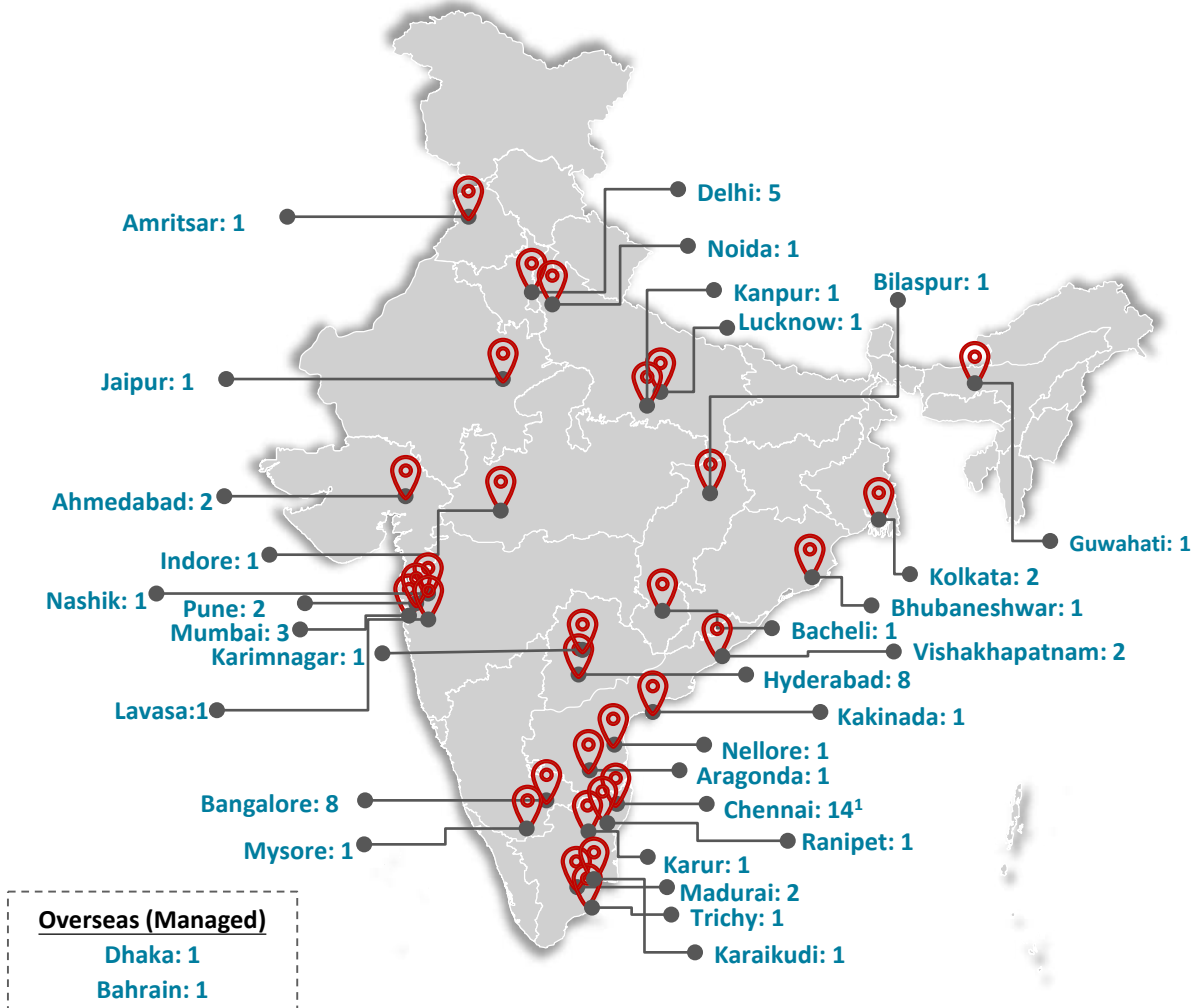 Delhi: 5
Amritsar: 1
Noida: 1
Bilaspur: 1
Kanpur: 1
Lucknow: 1
Jaipur: 1
Ahmedabad: 2
Guwahati: 1
Indore: 1
Kolkata: 2
Nashik: 1
Pune: 2
Bhubaneshwar: 1
Mumbai: 3
Bacheli: 1
Karimnagar: 1
Vishakhapatnam: 2
Hyderabad: 8
Lavasa:1
Kakinada: 1
Nellore: 1
Aragonda: 1
Bangalore: 8
Chennai: 14¹
Ranipet: 1
Mysore: 1
Karur: 1
Madurai: 2
Trichy: 1
Karaikudi: 1
Overseas (Managed)
Dhaka: 1
Bahrain: 1